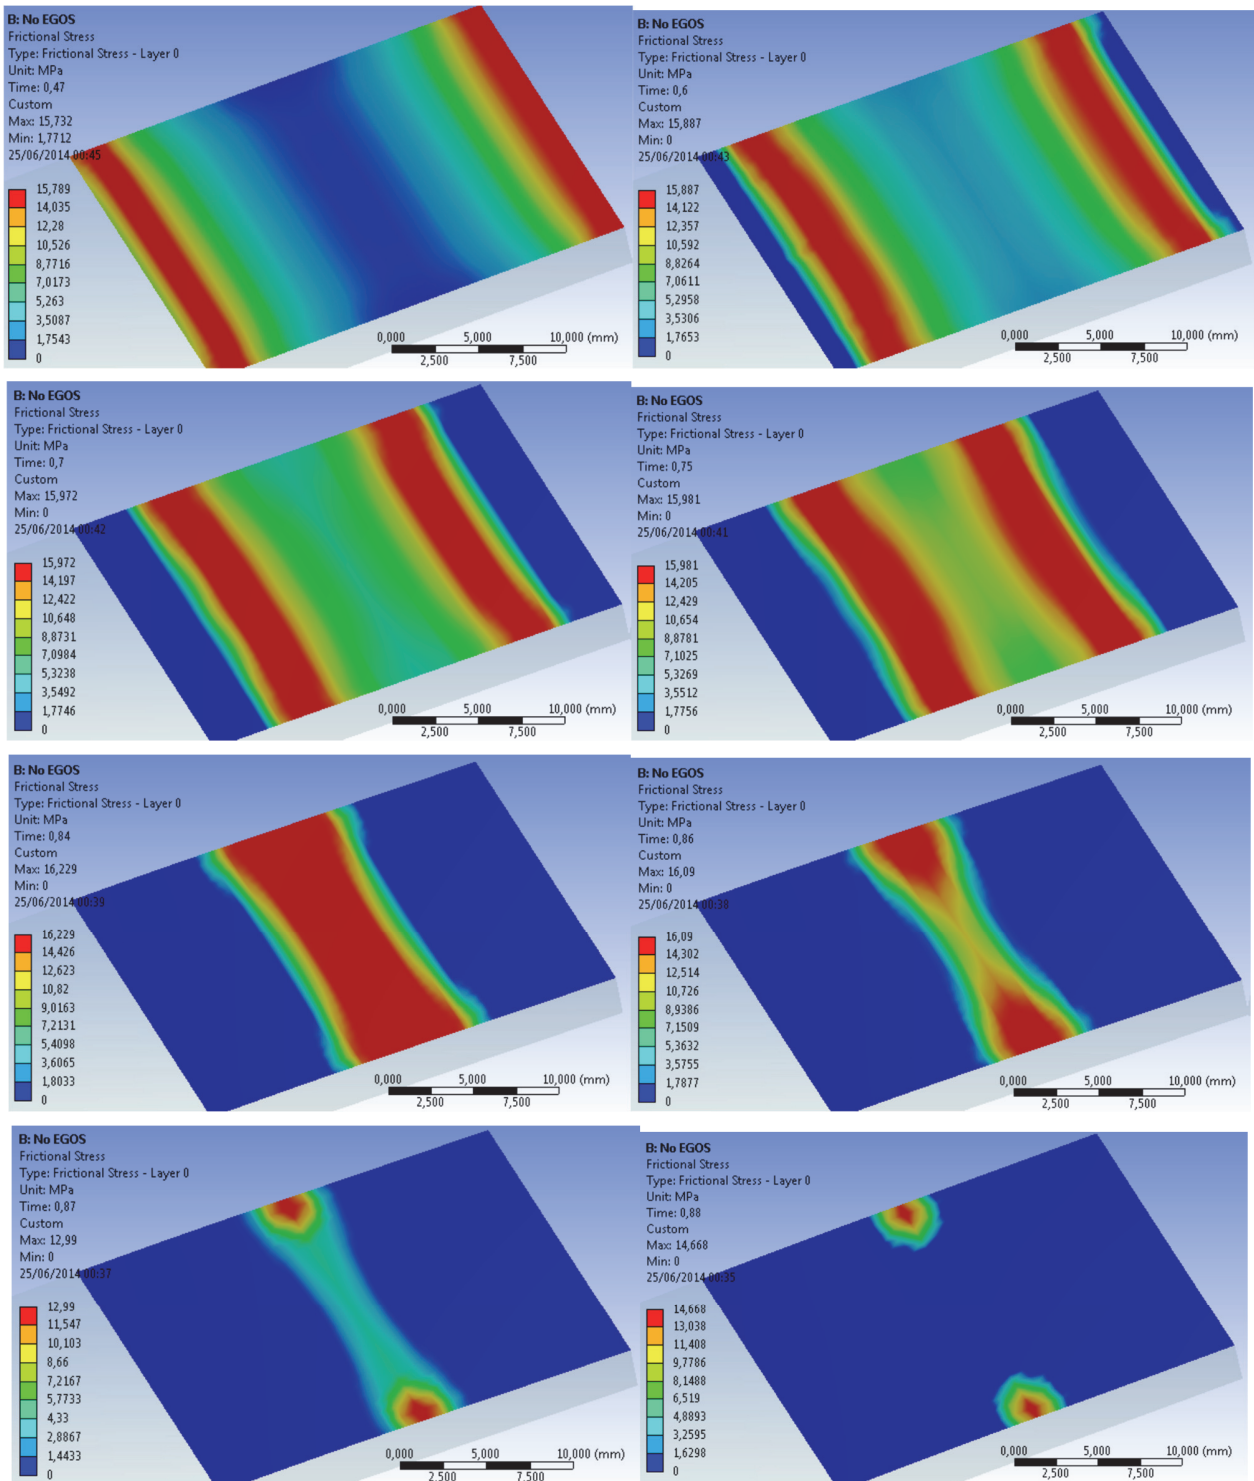 B: No EGOS
Frictional Stress
Type: Frictional Stress - Layer 0
Unit: MPa
Time: 0,47
Custom
Max: 15,732
Min: 1,7712
25/06/2014 00:45
15,789
14,035
12,28
10,526
8,7716
7,0173
5,263
3,5087
1,7543
0
0,000 5,000 10,000 (mm)
2,500 7,500
B: No EGOS
Frictional Stress
Type: Frictional Stress - Layer 0
Unit: MPa
Time: 0,6
Custom
Max: 15,887
Min: 0
25/06/2014 00:43
15,887
14,122
12,357
10,592
8,8264
7,0611
5,2958
3,5306
1,7653
0
0,000 5,000 10,000 (mm)
2,500 7,500
B: No EGOS
Frictional Stress
Type: Frictional Stress - Layer 0
Unit: MPa
Time: 0,7
Custom
Max: 15,972
Min: 0
25/06/2014 00:42
15,972
14,197
12,422
10,648
8,8731
7,0984
5,3238
3,5492
1,7746
0
0,000 5,000 10,000 (mm)
2,500 7,500
B: No EGOS
Frictional Stress
Type: Frictional Stress - Layer 0
Unit: MPa
Time: 0,75
Custom
Max: 15,981
Min: 0
25/06/2014 00:41
15,981
14,205
12,429
10,654
8,8781
7,1025
5,3269
3,5512
1,7756
0
0,000 5,000 10,000 (mm)
2,500 7,500
B: No EGOS
Frictional Stress
Type: Frictional Stress - Layer 0
Unit: MPa
Time: 0,84
Custom
Max: 16,229
Min: 0
25/06/2014 00:39
16,229
14,426
12,623
10,82
9,0163
7,2131
5,4098
3,6065
1,8033
0
0,000 5,000 10,000 (mm)
2,500 7,500
B: No EGOS
Frictional Stress
Type: Frictional Stress - Layer 0
Unit: MPa
Time: 0,86
Custom
Max: 16,09
Min: 0
25/06/2014 00:38
16,09
14,302
12,514
10,726
8,9386
7,1509
5,3632
3,5755
1,7877
0
0,000 5,000 10,000 (mm)
2,500 7,500
B: No EGOS
Frictional Stress
Type: Frictional Stress - Layer 0
Unit: MPa
Time: 0,87
Custom
Max: 12,99
Min: 0
25/06/2014 00:37
12,99
11,547
10,103
8,66
7,2167
5,7733
4,33
2,8867
1,4433
0
0,000 5,000 10,000 (mm)
2,500 7,500
B: No EGOS
Frictional Stress
Type: Frictional Stress - Layer 0
Unit: MPa
Time: 0,88
Custom
Max: 14,668
Min: 0
25/06/2014 00:35
14,668
13,038
11,408
9,7786
8,1488
6,519
4,8893
3,2595
1,6298
0
0,000 5,000 10,000 (mm)
2,500 7,500